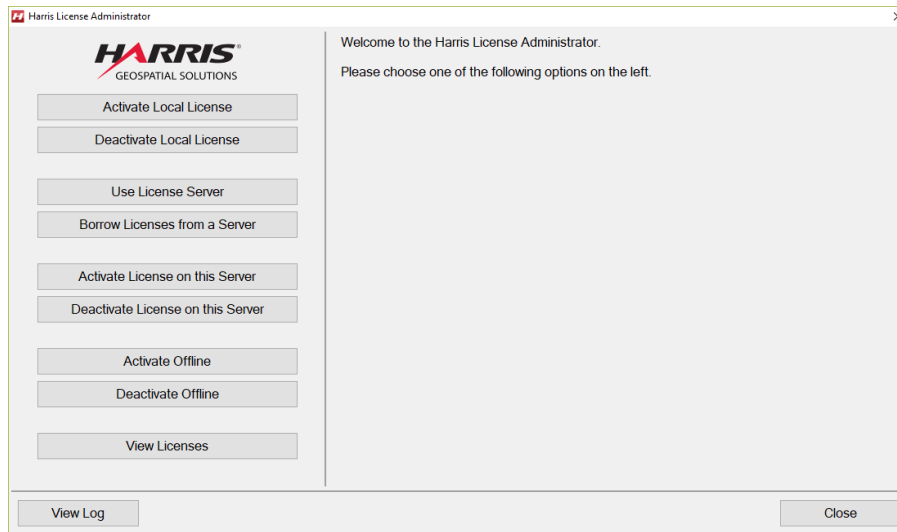 Harris License Administrator
HARRIS®
GEOSPATIAL SOLUTIONS
Activate Local License
Deactivate Local License
Use License Server
Borrow Licenses from a Server
Activate License on this Server
Deactivate License on this Server
Activate Offline
Deactivate Offline
View Licenses
Welcome to the Harris License Administrator.
Please choose one of the following options on the left.
View Log
Close